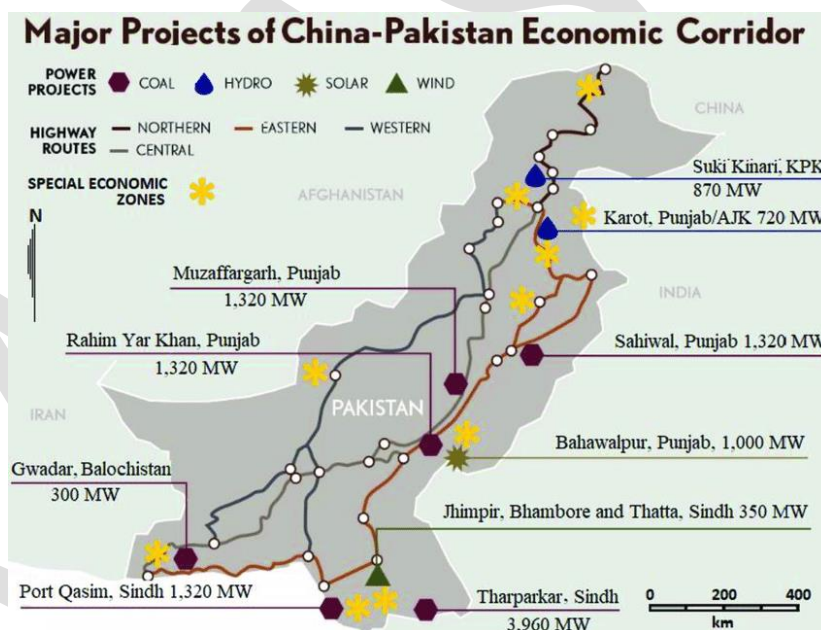 Major Projects of China-Pakistan Economic Corridor
POWER
PROJECTS
COAL
HYDRO
SOLAR
WIND
HIGHWAY
ROUTES
NORTHERN
EASTERN
WESTERN
CENTRAL
SPECIAL ECONOMIC
ZONES
N
CHINA
AFGHANISTAN
Suki Kinari, KPK
870 MW
Karot, Punjab/AJK 720 MW
Muzaffargarh, Punjab
1,320 MW
INDIA
Rahim Yar Khan, Punjab
1,320 MW
Sahiwal, Punjab 1,320 MW
IRAN
PAKISTAN
Bahawalpur, Punjab, 1,000 MW
Gwadar, Balochistan
300 MW
Jhimpir, Bhambore and Thatta, Sindh 350 MW
Port Qasim, Sindh 1,320 MW
Tharparkar, Sindh
3,960 MW
0 200 400
km